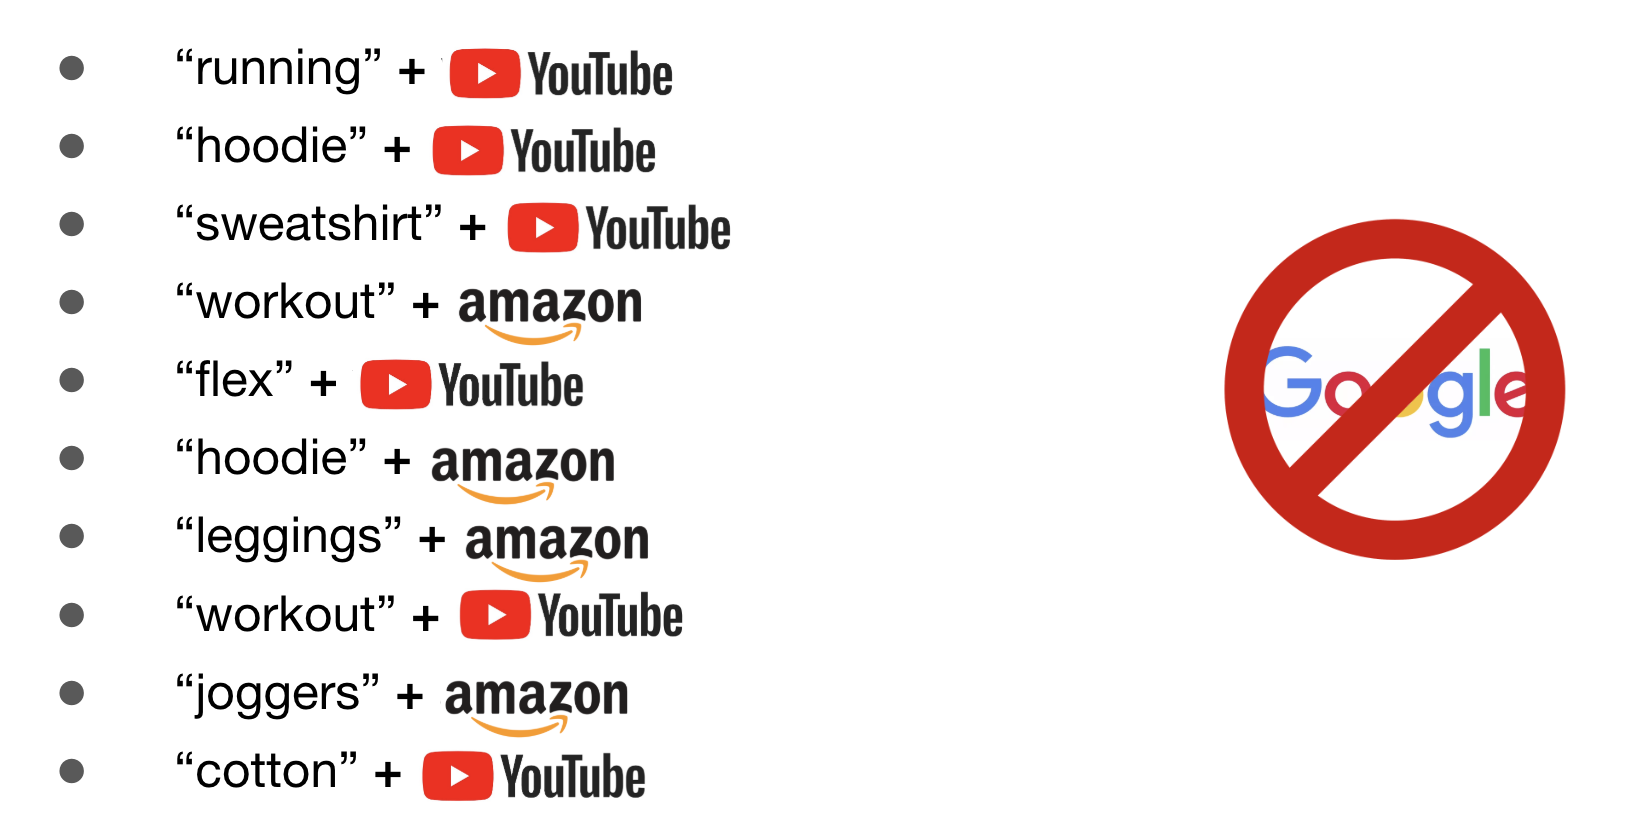 “running” + YouTube
“hoodie” + YouTube
“sweatshirt” + YouTube
“workout” + amazon
“flex” + YouTube
“hoodie” + amazon
“leggings” + amazon
“workout” + YouTube
“joggers” + amazon
“cotton” + YouTube
Google